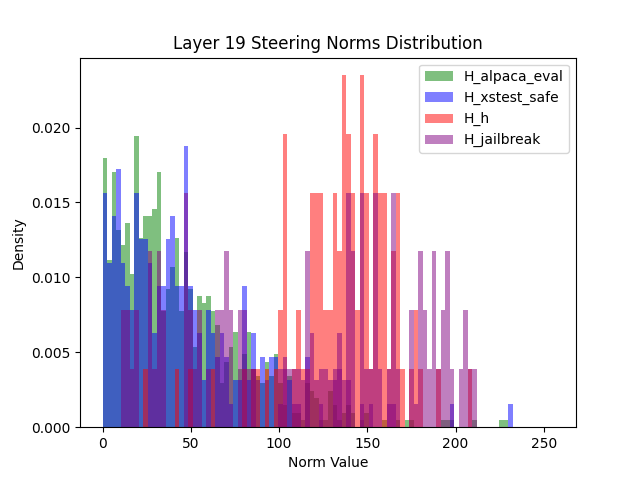 Layer 19 Steering Norms Distribution
H_alpaca_eval
H_xstest_safe
H_h
H_jailbreak
Density
0.020
0.015
0.010
0.005
0.000
0
50
100
150
200
250
Norm Value